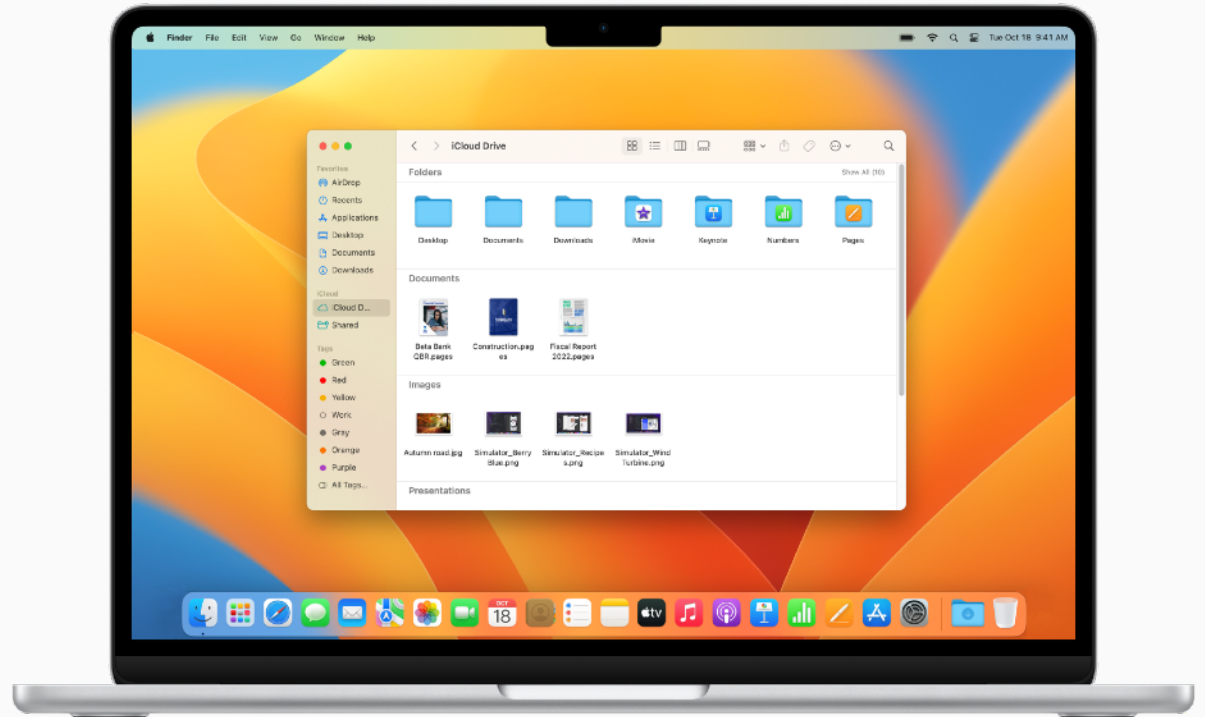 Finder File Edit View Go Window Help
Tue Oct 18 9:41 AM
iCloud Drive
Favorites
AirDrop
Recents
Applications
Desktop
Documents
Downloads
iCloud
iCloud D...
Shared
Tags
Green
Red
Yellow
Work
Gray
Orange
Purple
All Tags...
Folders
Show All (10)
Desktop
Documents
Downloads
iMovie
Keynote
Numbers
Pages
Documents
Beta Bank
QBR.pages
Construction.pag
es
Fiscal Report
2022.pages
Images
Autumn road.jpg
Simulator_Berry
Blue.png
Simulator_Recipe
s.png
Simulator_Wind
Turbine.png
Presentations
OCT
18
tv